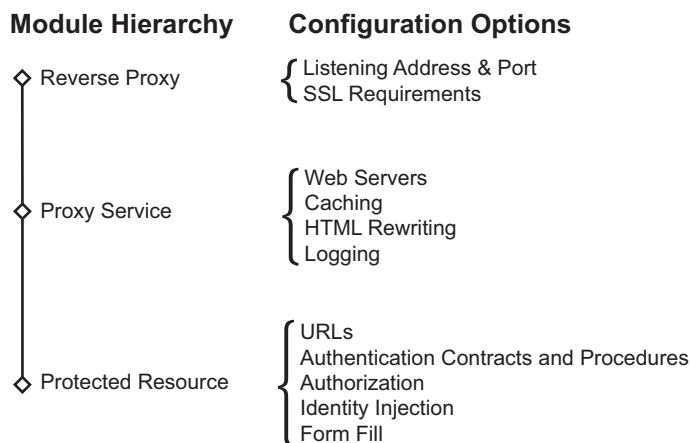 Module Hierarchy Configuration Options
Reverse Proxy
Listening Address & Port
SSL Requirements
Proxy Service
Web Servers
Caching
HTML Rewriting
Logging
Protected Resource
URLs
Authentication Contracts and Procedures
Authorization
Identity Injection
Form Fill